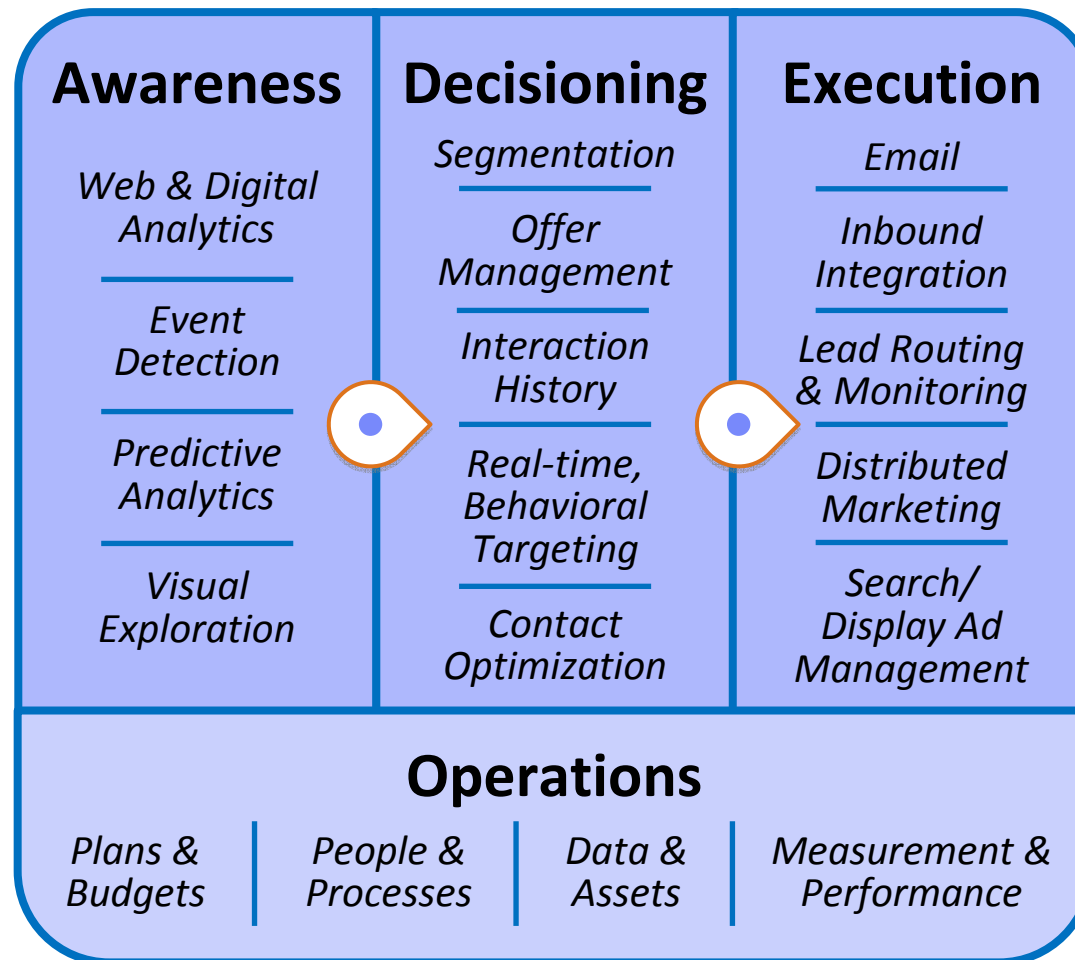 Awareness
Web & Digital
Analytics
Event
Detection
Predictive
Analytics
Visual
Exploration
Decisioning
Segmentation
Offer
Management
Interaction
History
Real-time,
Behavioral
Targeting
Contact
Optimization
Execution
Email
Inbound
Integration
Lead Routing
& Monitoring
Distributed
Marketing
Search/
Display Ad
Management
Operations
Plans &
Budgets
People &
Processes
Data &
Assets
Measurement &
Performance